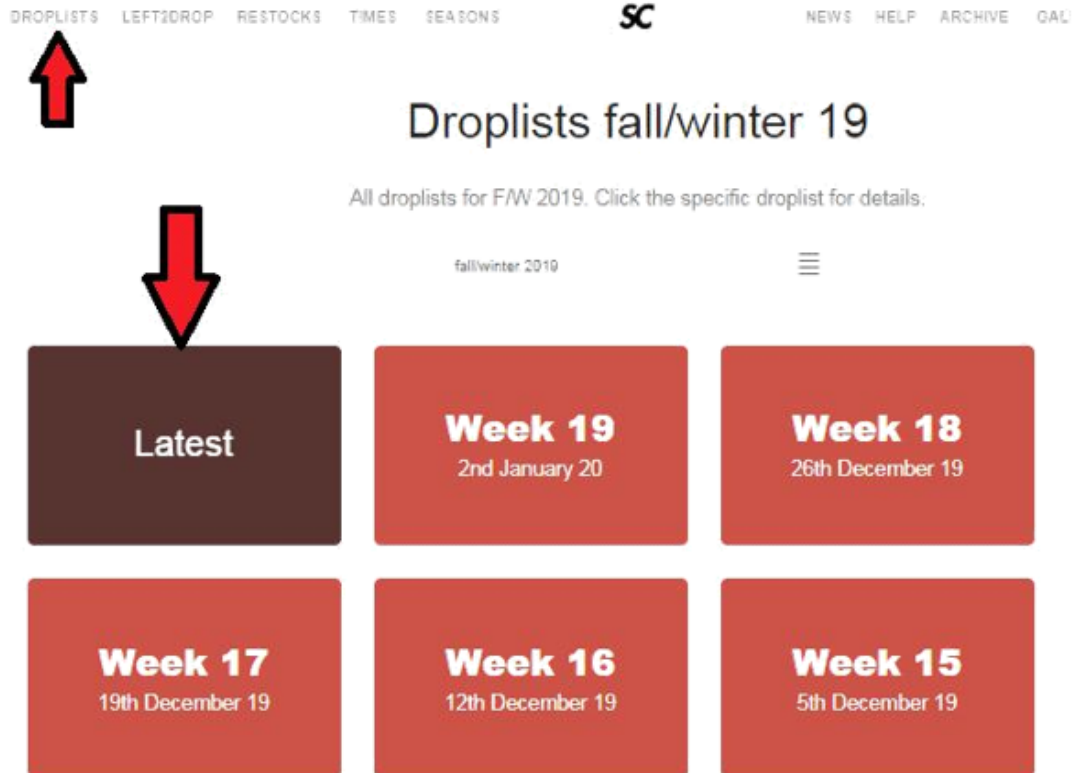 DROPLISTS LEFT2DROP RESTOCKS TIMES SEASONS SC NEWS HELP ARCHIVE GAL
Droplists fall/winter 19
All droplists for F/W 2019. Click the specific droplist for details.
fall/winter 2019
Latest
Week 19
2nd January 20
Week 18
26th December 19
Week 17
19th December 19
Week 16
12th December 19
Week 15
5th December 19